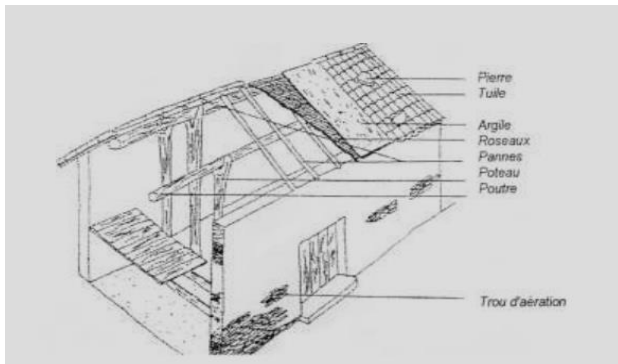 Pierre
Tuile
Argile
Roseaux
Pannes
Poteau
Poutre
Trou d'aération